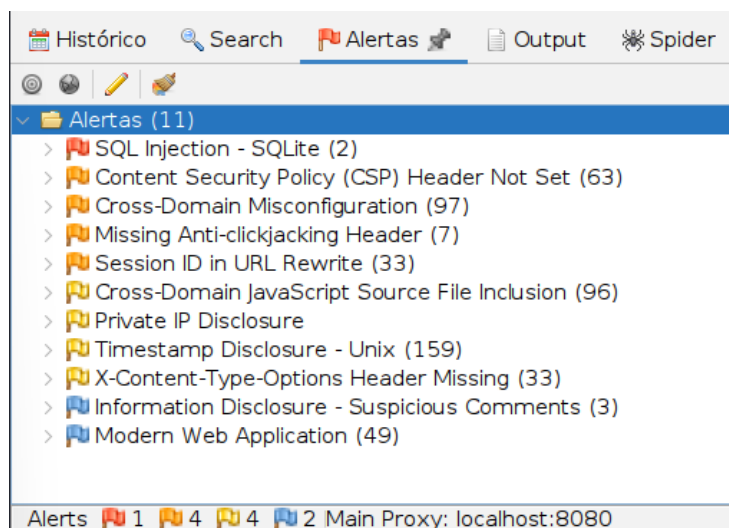 Histórico Search Alertas Output Spider
Alertas (11)
SQL Injection - SQLite (2)
Content Security Policy (CSP) Header Not Set (63)
Cross-Domain Misconfiguration (97)
Missing Anti-clickjacking Header (7)
Session ID in URL Rewrite (33)
Cross-Domain JavaScript Source File Inclusion (96)
Private IP Disclosure
Timestamp Disclosure - Unix (159)
X-Content-Type-Options Header Missing (33)
Information Disclosure - Suspicious Comments (3)
Modern Web Application (49)
Alerts 1 4 4 2 Main Proxy: localhost:8080